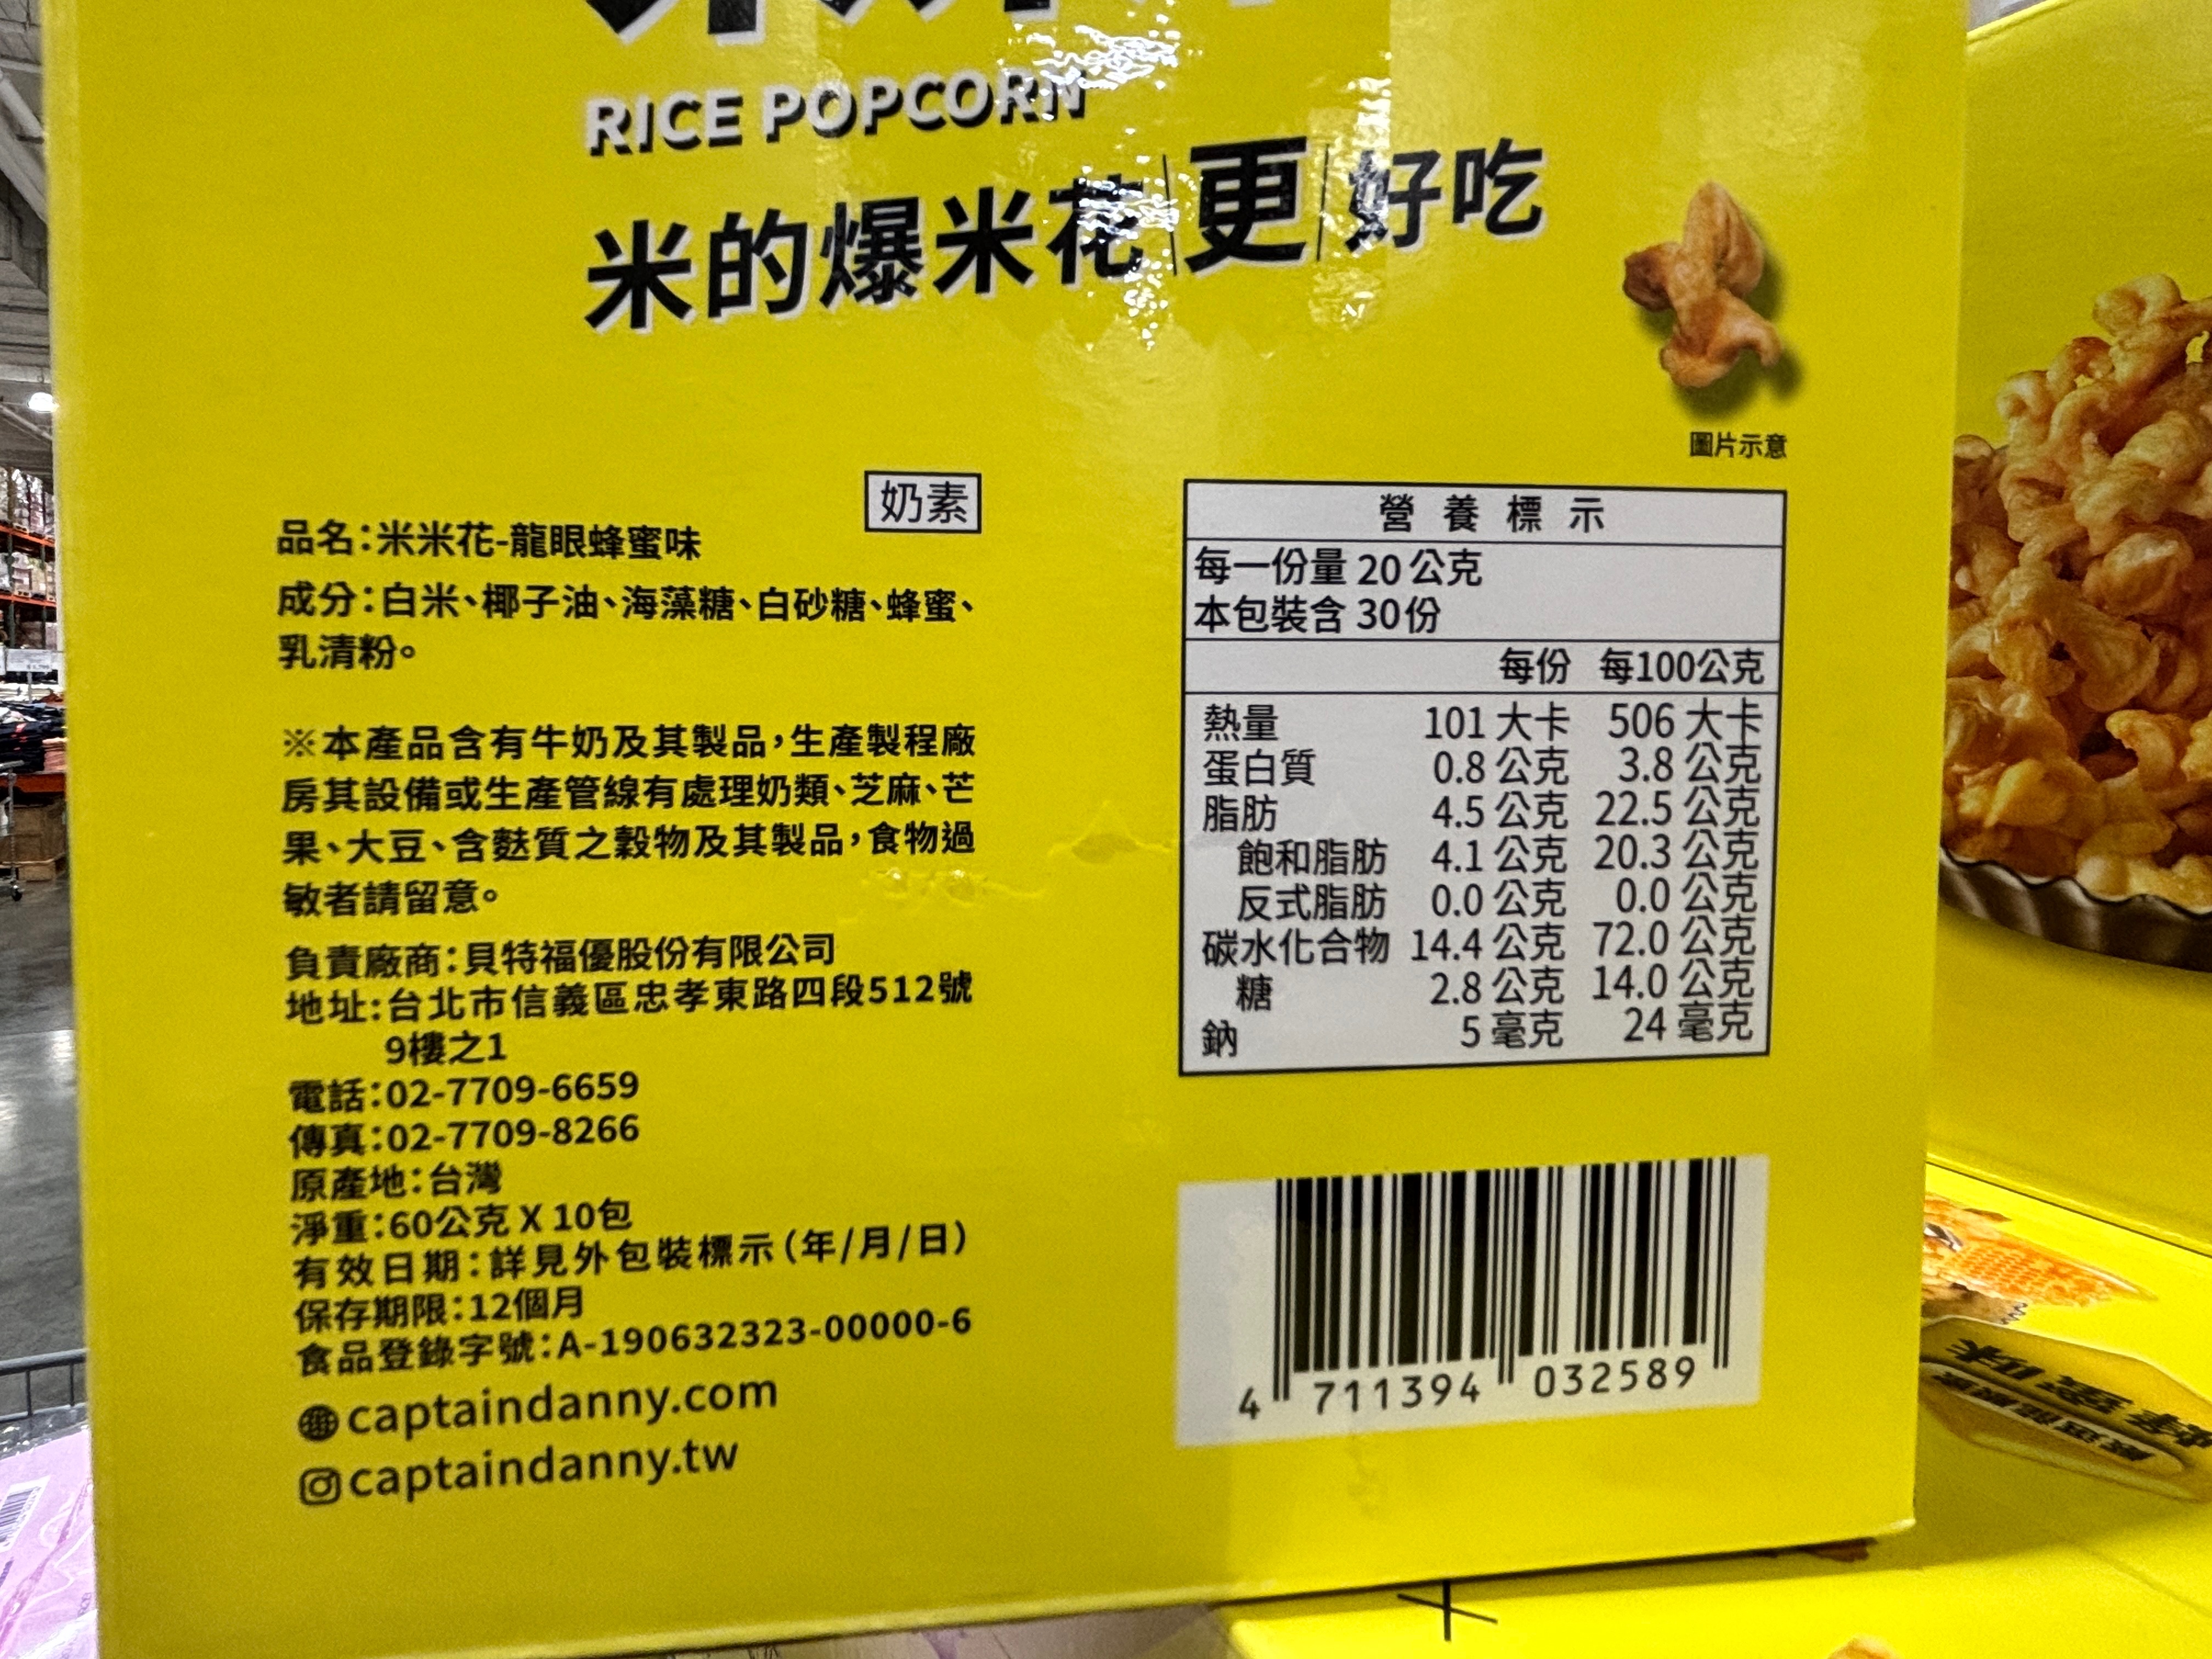 RICE POPCORN
米的爆米花|更|好吃
圖片示意
奶素
品名:米米花-龍眼蜂蜜味
成分:白米、椰子油、海藻糖、白砂糖、蜂蜜、
乳清粉。
※本產品含有牛奶及其製品,生產製程廠
房其設備或生產管線有處理奶類、芝麻、芒
果、大豆、含麩質之穀物及其製品,食物過
敏者請留意。
負責廠商:貝特福優股份有限公司
地址:台北市信義區忠孝東路四段512號
9樓之1
電話:02-7709-6659
傳真:02-7709-8266
原產地:台灣
淨重:60公克 X 10包
有效日期:詳見外包裝標示(年/月/日)
保存期限:12個月
食品登錄字號:A-190632323-00000-6
captaindanny.com
captaindanny.tw
營養標示
每一份量 20公克
本包裝含 30份
每份 每100公克
熱量 101 大卡 506 大卡
蛋白質 0.8 公克 3.8 公克
脂肪 4.5 公克 22.5 公克
飽和脂肪 4.1 公克 20.3 公克
反式脂肪 0.0 公克 0.0 公克
碳水化合物 14.4 公克 72.0 公克
糖 2.8 公克 14.0 公克
鈉 5 毫克 24 毫克
4 711394 032589